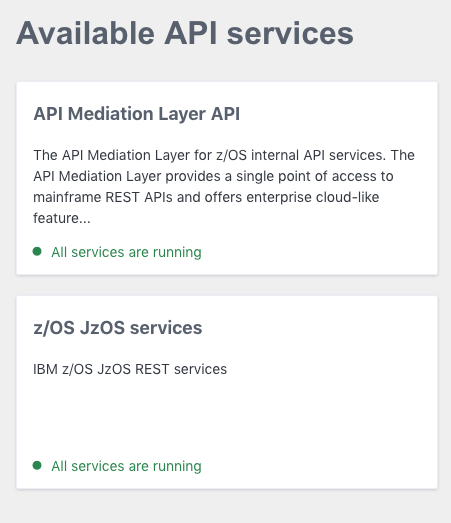 Available API services
API Mediation Layer API
The API Mediation Layer for z/OS internal API services. The
API Mediation Layer provides a single point of access to
mainframe REST APIs and offers enterprise cloud-like
feature...
All services are running
z/OS JzOS services
IBM z/OS JzOS REST services
All services are running